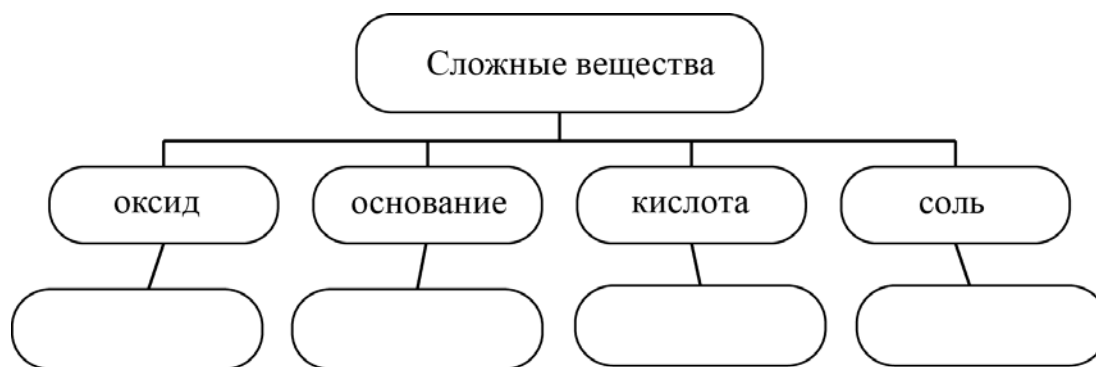 Сложные вещества
оксид
основание
кислота
соль